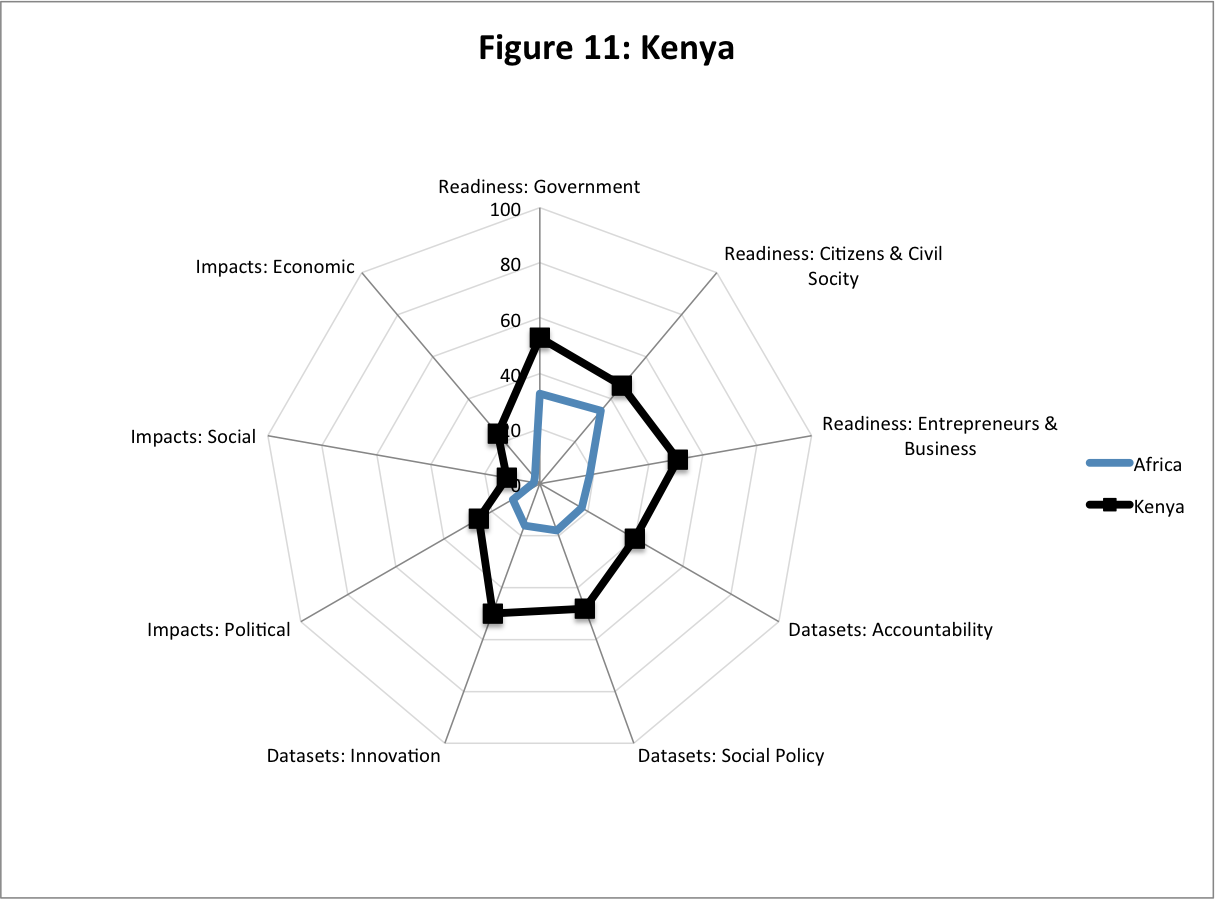 Figure 11: Kenya
Readiness: Government
100
80
60
40
20
0
Readiness: Citizens & Civil
Socity
Readiness: Entrepreneurs &
Business
Datasets: Accountability
Datasets: Social Policy
Datasets: Innovation
Impacts: Political
Impacts: Social
Impacts: Economic
Africa
Kenya